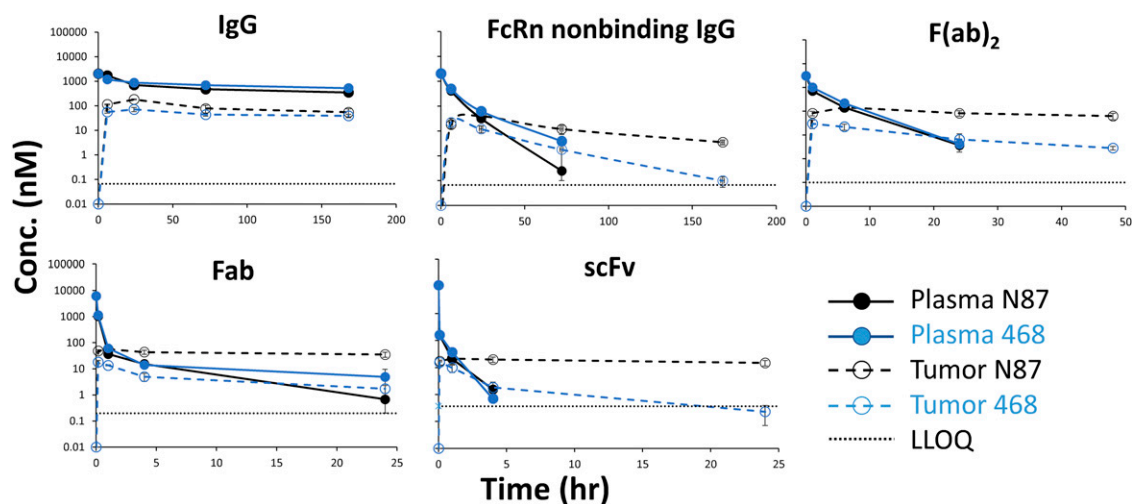 IgG
FcRn nonbinding IgG
F(ab)2
100000
10000
1000
100
10
1
0.1
0.01
0 50 100 150 200
0 50 100 150 200
0 10 20 30 40 50
Conc. (nM)
Fab
scFv
100000
10000
1000
100
10
1
0.1
0.01
0 5 10 15 20 25
0 5 10 15 20 25
Time (hr)
Plasma N87
Plasma 468
Tumor N87
Tumor 468
LLOQ